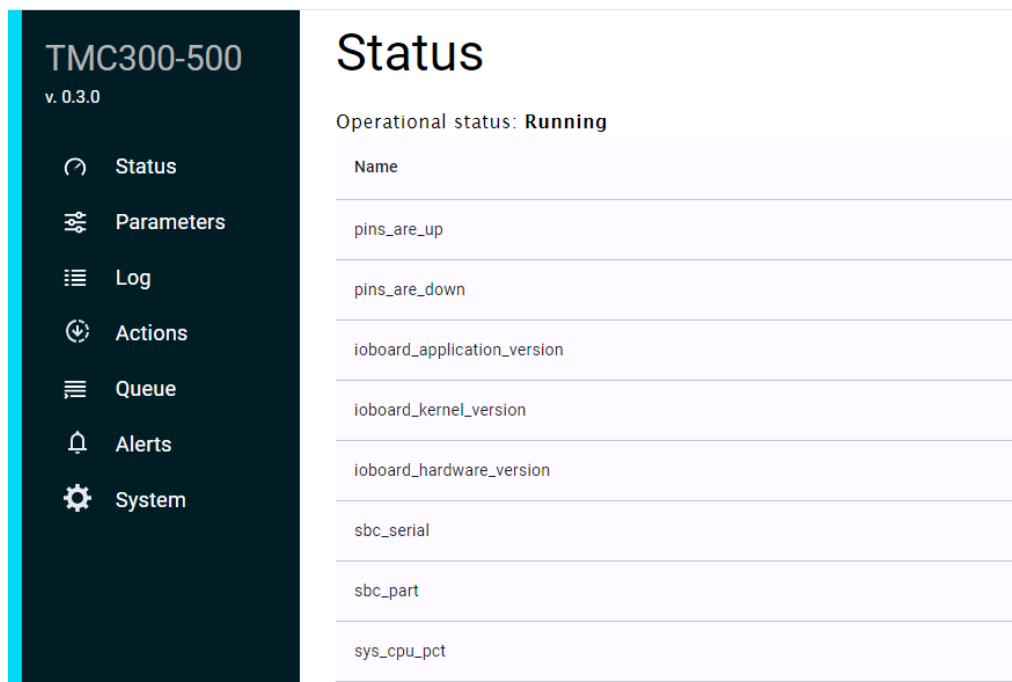 TMC300-500
v. 0.3.0
Status
Parameters
Log
Actions
Queue
Alerts
System
Status
Operational status: Running
Name
pins_are_up
pins_are_down
ioboard_application_version
ioboard_kernel_version
ioboard_hardware_version
sbc_serial
sbc_part
sys_cpu_pct